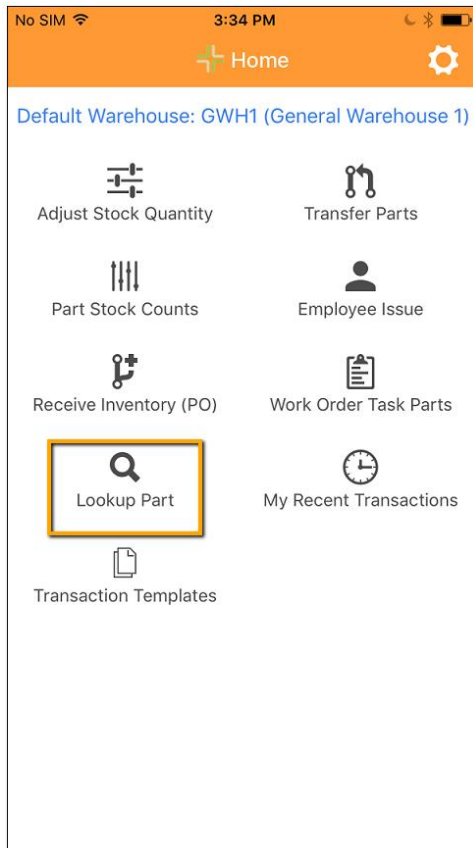 No SIM 3:34 PM
Home
Default Warehouse: GWH1 (General Warehouse 1)
Adjust Stock Quantity Transfer Parts
Part Stock Counts Employee Issue
Receive Inventory (PO) Work Order Task Parts
Lookup Part My Recent Transactions
Transaction Templates